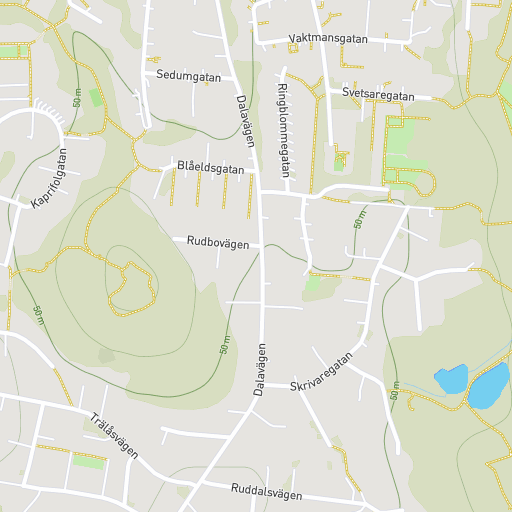 Vaktmansgatan
Sedumgatan
50 m
Svetsaregatan
Dalavägen
Ringblommegatan
Blåeldsgatan
Kaprifolgatan
50 m
Rudbovägen
50 m
50 m
Dalavägen
Skrivaregatan
50 m
Trälåsvägen
Ruddalsvägen